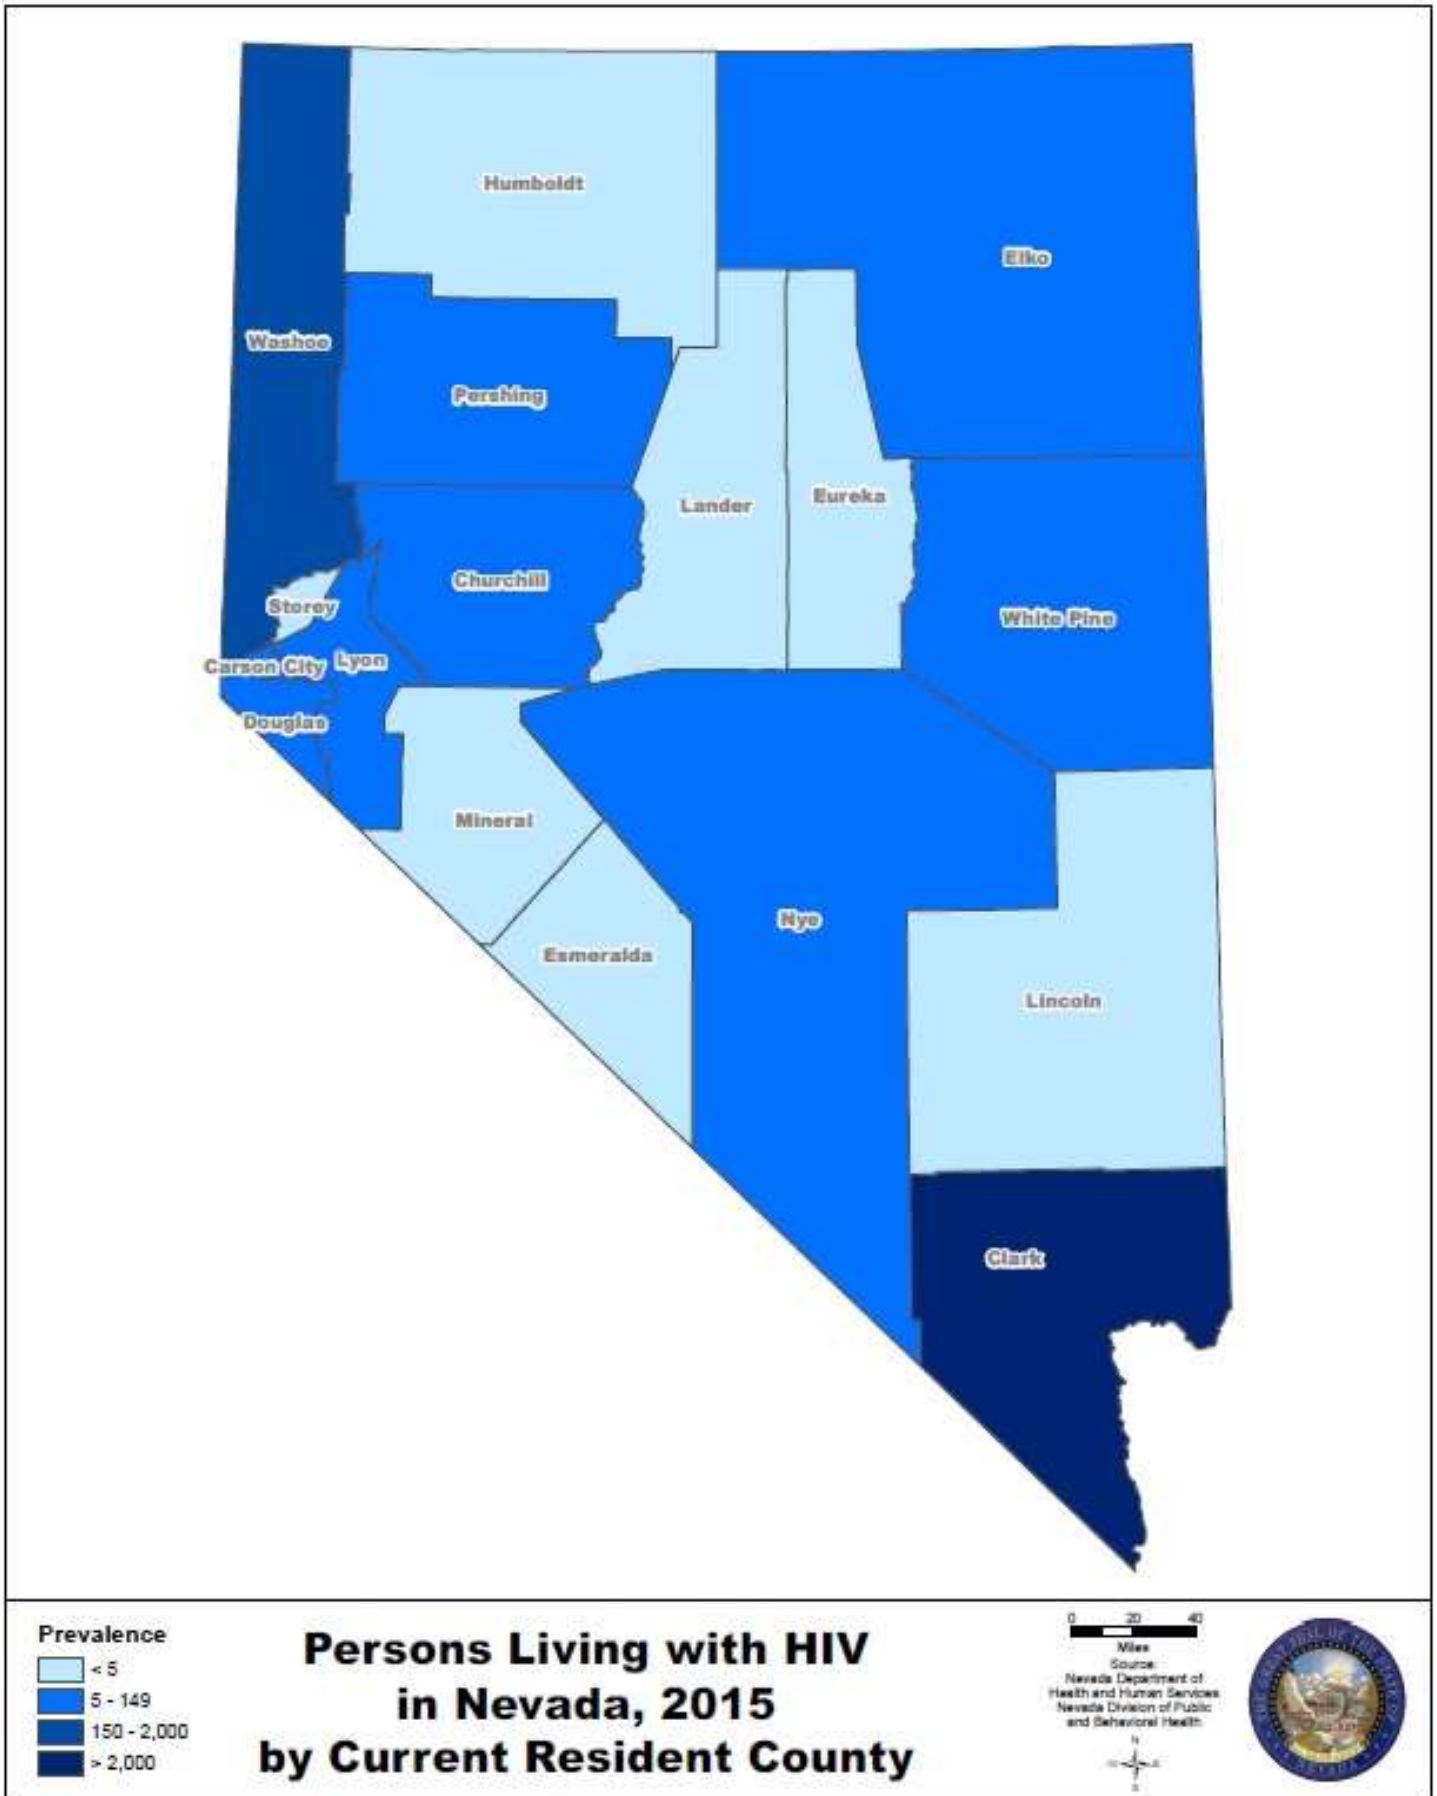 Humboldt
Elko
Washoe
Pershing
Lander
Eureka
Churchill
Storey
White Pine
Carson City
Lyon
Douglas
Mineral
Nye
Esmeralda
Lincoln
Clark
Prevalence
< 5
5 - 149
150 - 2,000
> 2,000
Persons Living with HIV
in Nevada, 2015
by Current Resident County
0 20 40
Miles
Source:
Nevada Department of
Health and Human Services
Nevada Division of Public
and Behavioral Health
N
S
NEVADA